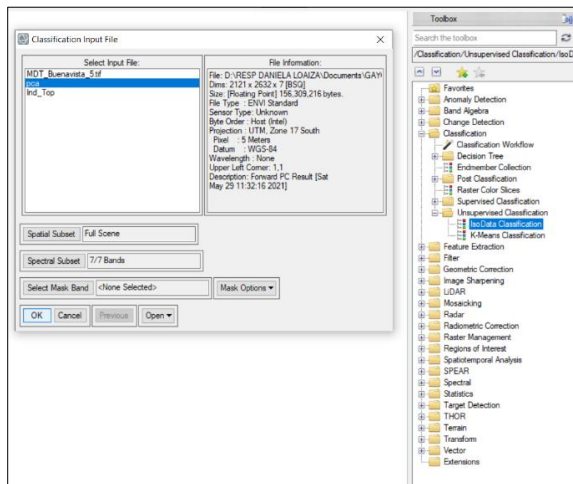 Classification Input File
Select Input File:
MDT_Buenavista_5.tif
pca
Ind_Top
File Information:
File: D:\RESP DANIELA LOAIZA\Documents\GAY
Dims: 2121 x 2632 x 7 [BSQ]
Size: [Floating Point] 156,309,216 bytes.
File Type : ENVI Standard
Sensor Type: Unknown
Byte Order : Host (Intel)
Projection : UTM, Zone 17 South
Pixel : 5 Meters
Datum : WGS-84
Wavelength : None
Upper Left Corner: 1,1
Description: Forward PC Result [Sat
May 29 11:32:16 2021]
Spatial Subset Full Scene
Spectral Subset 7/7 Bands
Select Mask Band <None Selected> Mask Options
OK Cancel Previous Open
Toolbox
Search the toolbox
/Classification/Unsupervised Classification/IsoD
Favorites
Anomaly Detection
Band Algebra
Change Detection
Classification
Classification Workflow
Decision Tree
Endmember Collection
Post Classification
Raster Color Slices
Supervised Classification
Unsupervised Classification
IsoData Classification
K-Means Classification
Feature Extraction
Filter
Geometric Correction
Image Sharpening
LiDAR
Mosaicking
Radar
Radiometric Correction
Raster Management
Regions of Interest
Spatiotemporal Analysis
SPEAR
Spectral
Statistics
Target Detection
THOR
Terrain
Transform
Vector
Extensions